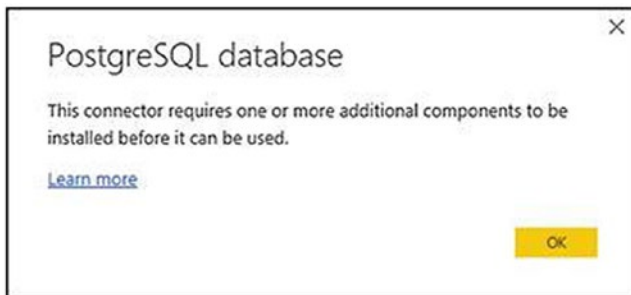 PostgreSQL database
This connector requires one or more additional components to be
installed before it can be used.
Learn more
OK